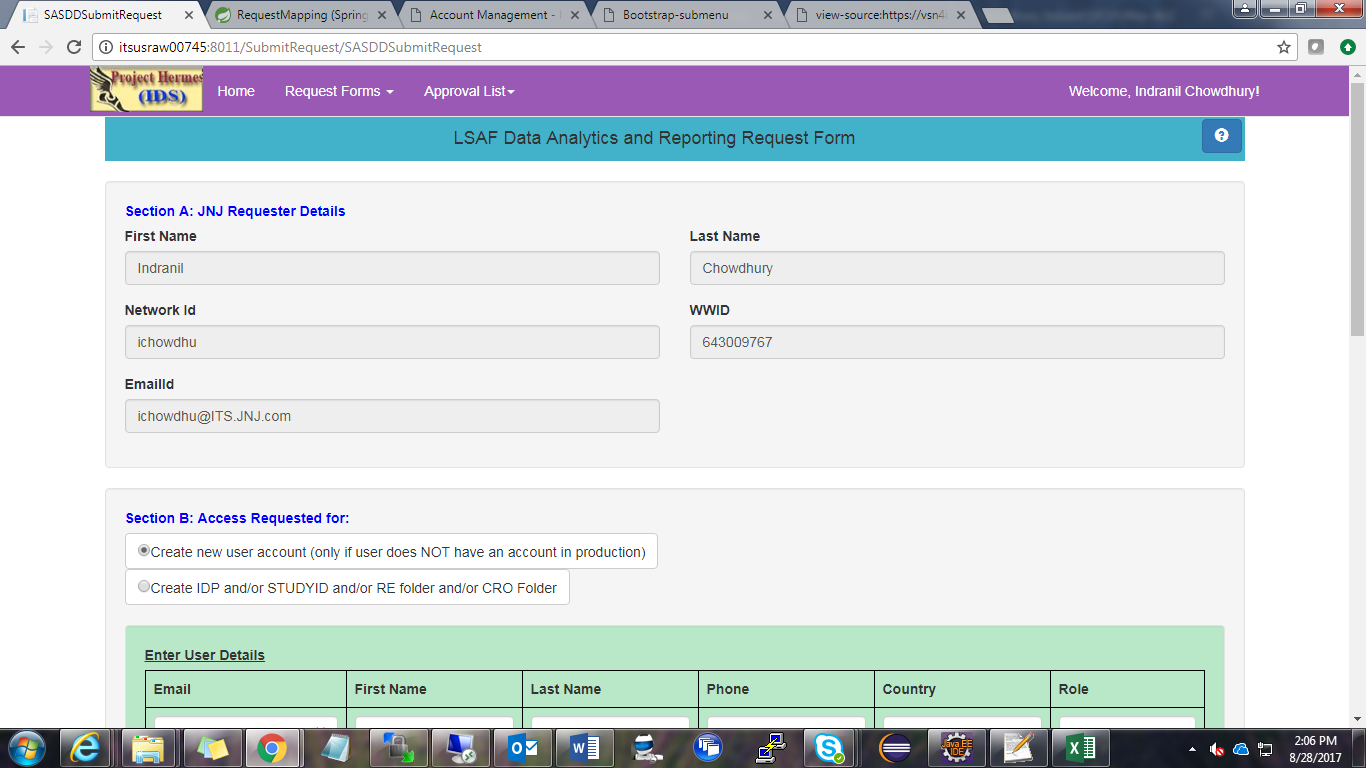 SASDDSubmitRequest
RequestMapping (Spring
Account Management -
Bootstrap-submenu
view-source:https://vsn4
itsusraw00745:8011/SubmitRequest/SASDDSubmitRequest
Project Hermes
(IDS)
Home
Request Forms
Approval List
Welcome, Indranil Chowdhury!
LSAF Data Analytics and Reporting Request Form
Section A: JNJ Requester Details
First Name
Last Name
Indranil
Chowdhury
Network Id
WWID
ichowdhu
643009767
EmailId
ichowdhu@ITS.JNJ.com
Section B: Access Requested for:
Create new user account (only if user does NOT have an account in production)
Create IDP and/or STUDYID and/or RE folder and/or CRO Folder
Enter User Details
Email First Name Last Name Phone Country Role
Java EE
IDE
2:06 PM
8/28/2017